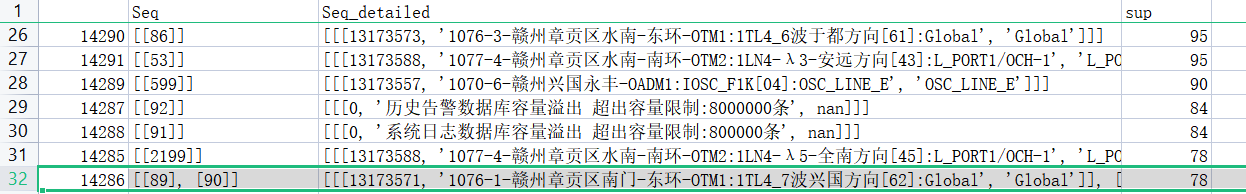 1 Seq Seq_detailed sup
26 14290 [[86]] [[[13173573, '1076-3-赣州章贡区水南-东环-OTM1:1TL4_6波于都方向[61]:Global', 'Global']]] 95
27 14291 [[53]] [[[13173588, '1077-4-赣州章贡区水南-南环-OTM2:1LN4-λ3-安远方向[43]:L_PORT1/OCH-1', 'L_PO 95
28 14289 [[599]] [[[13173357, '1070-6-赣州兴国永丰-OADM1:IOSC_F1K[04]:OSC_LINE_E', 'OSC_LINE_E']]] 90
29 14287 [[92]] [[[0, '历史告警数据库容量溢出 超出容量限制:8000000条', nan]]] 84
30 14288 [[91]] [[[0, '系统日志数据库容量溢出 超出容量限制:800000条', nan]]] 84
31 14285 [[2199]] [[[13173588, '1077-4-赣州章贡区水南-南环-OTM2:1LN4-λ5-全南方向[45]:L_PORT1/OCH-1', 'L_PO 78
32 14286 [[89], [90]] [[[13173571, '1076-1-赣州章贡区南门-东环-OTM1:1TL4_7波兴国方向[62]:Global', 'Global']], [ 78